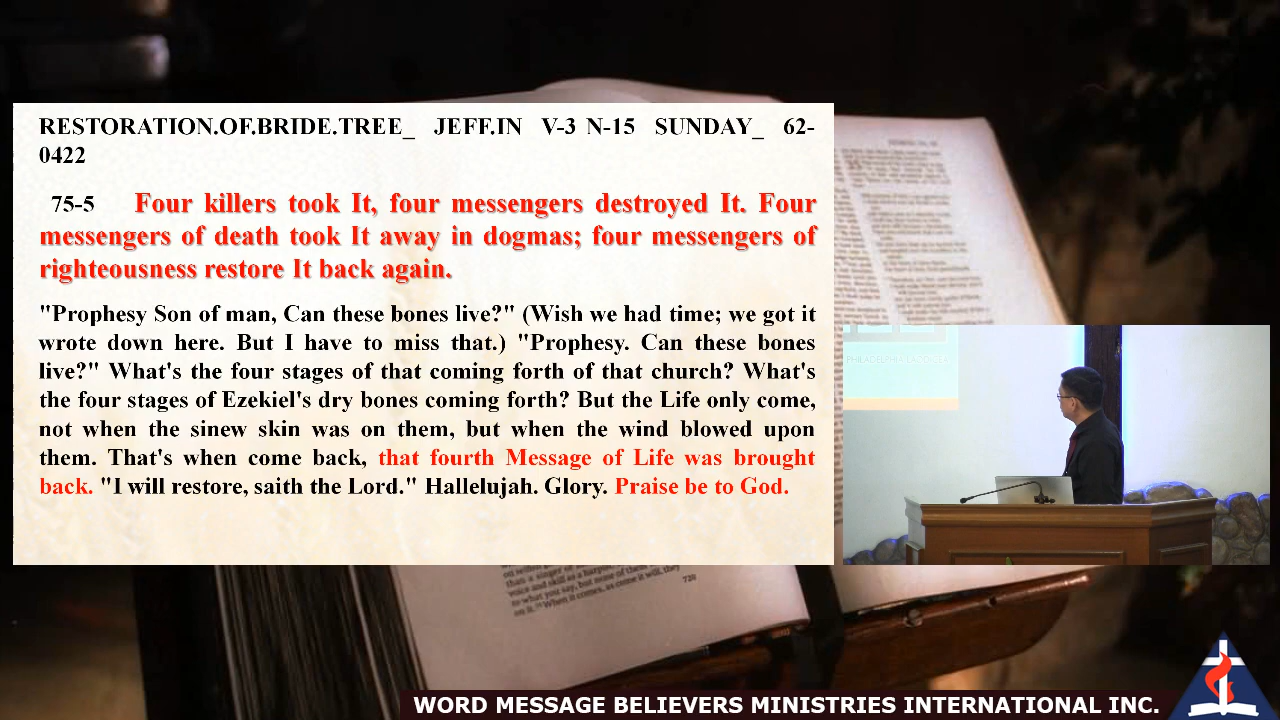 RESTORATION.OF.BRIDE.TREE_ JEFF.IN V-3 N-15 SUNDAY_ 62-
0422
75-5 Four killers took It, four messengers destroyed It. Four
messengers of death took It away in dogmas; four messengers of
righteousness restore It back again.
"Prophesy Son of man, Can these bones live?" (Wish we had time; we got it
wrote down here. But I have to miss that.) "Prophesy. Can these bones
live?" What's the four stages of that coming forth of that church? What's
the four stages of Ezekiel's dry bones coming forth? But the Life only come,
not when the sinew skin was on them, but when the wind blowed upon
them. That's when come back, that fourth Message of Life was brought
back. "I will restore, saith the Lord." Hallelujah. Glory. Praise be to God.
720
WORD MESSAGE BELIEVERS MINISTRIES INTERNATIONAL INC.